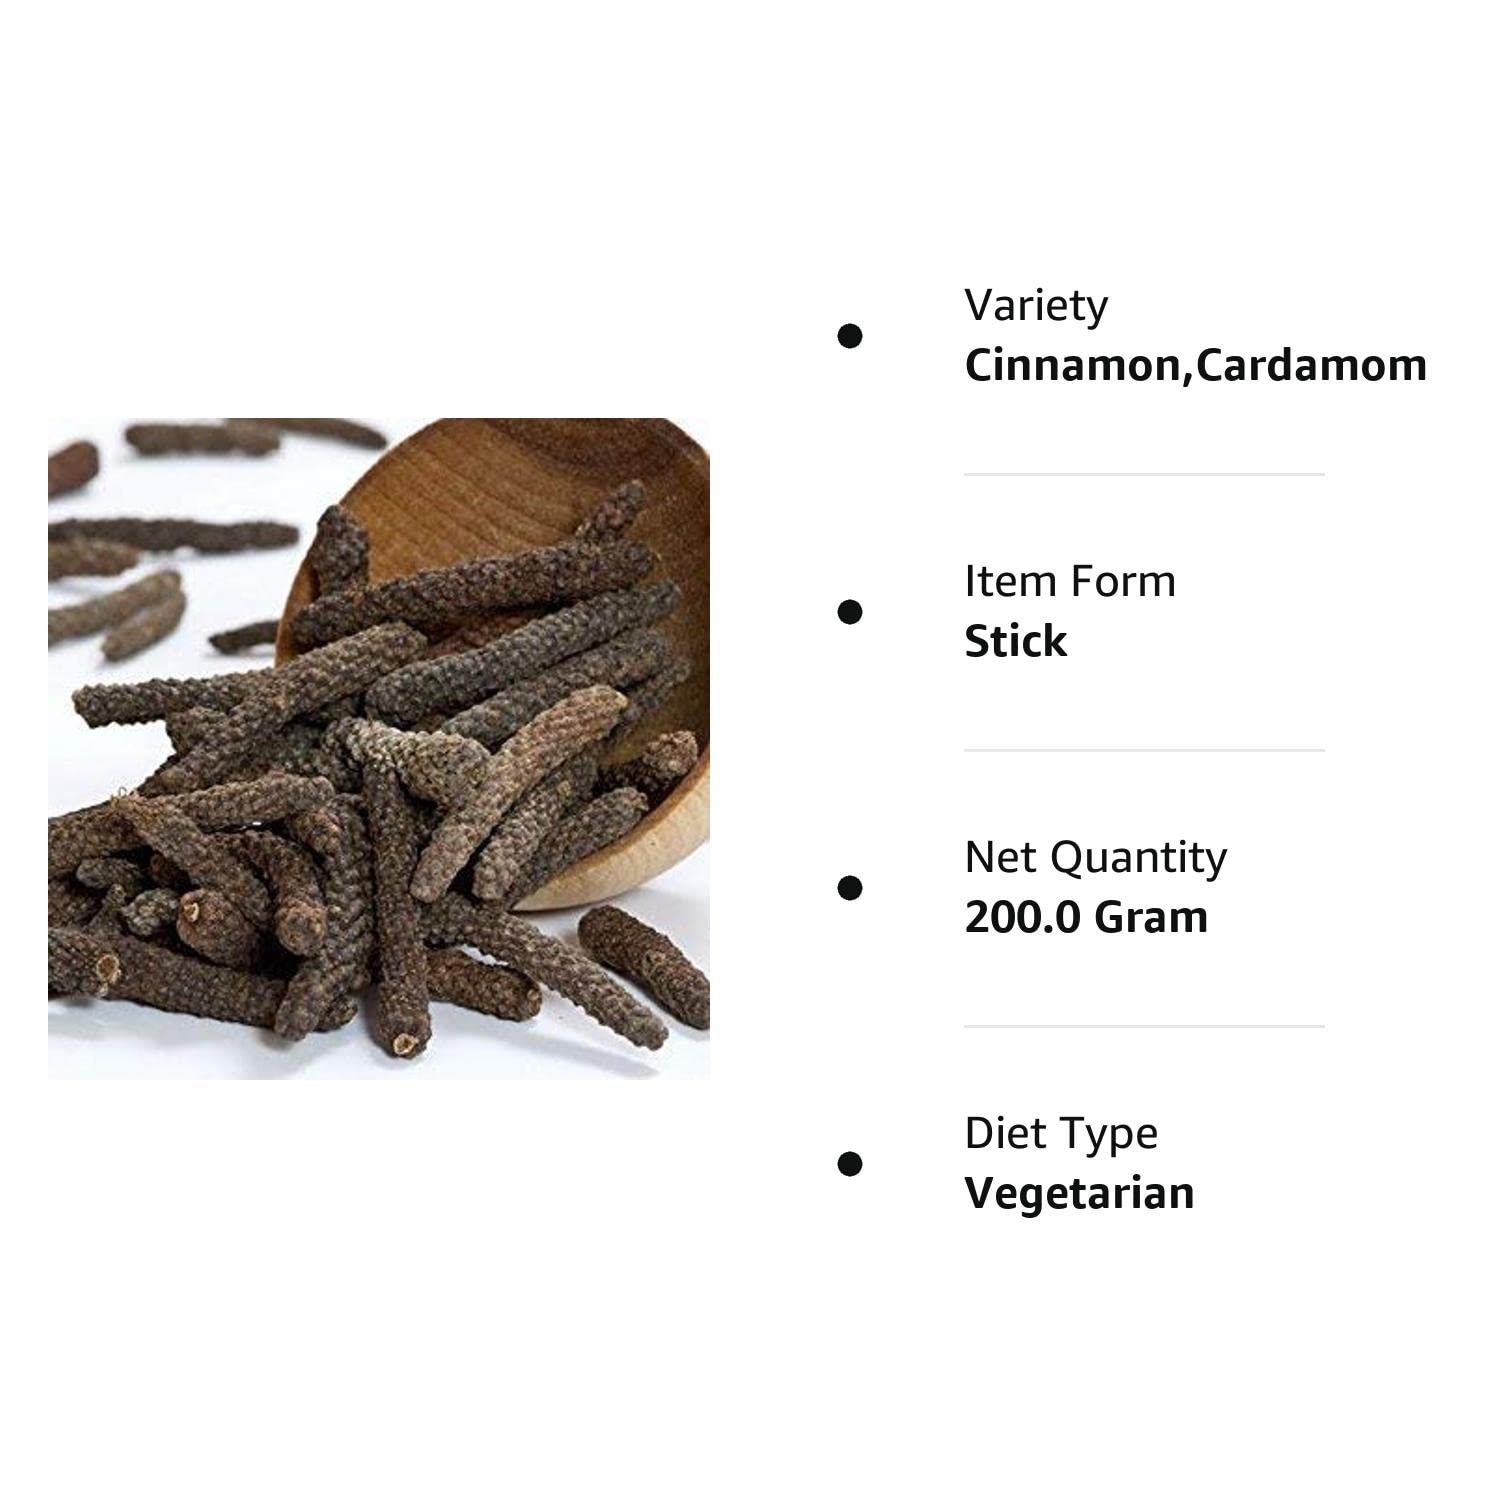 Variety
Cinnamon,Cardamom
Item Form
Stick
Net Quantity
200.0 Gram
Diet Type
Vegetarian